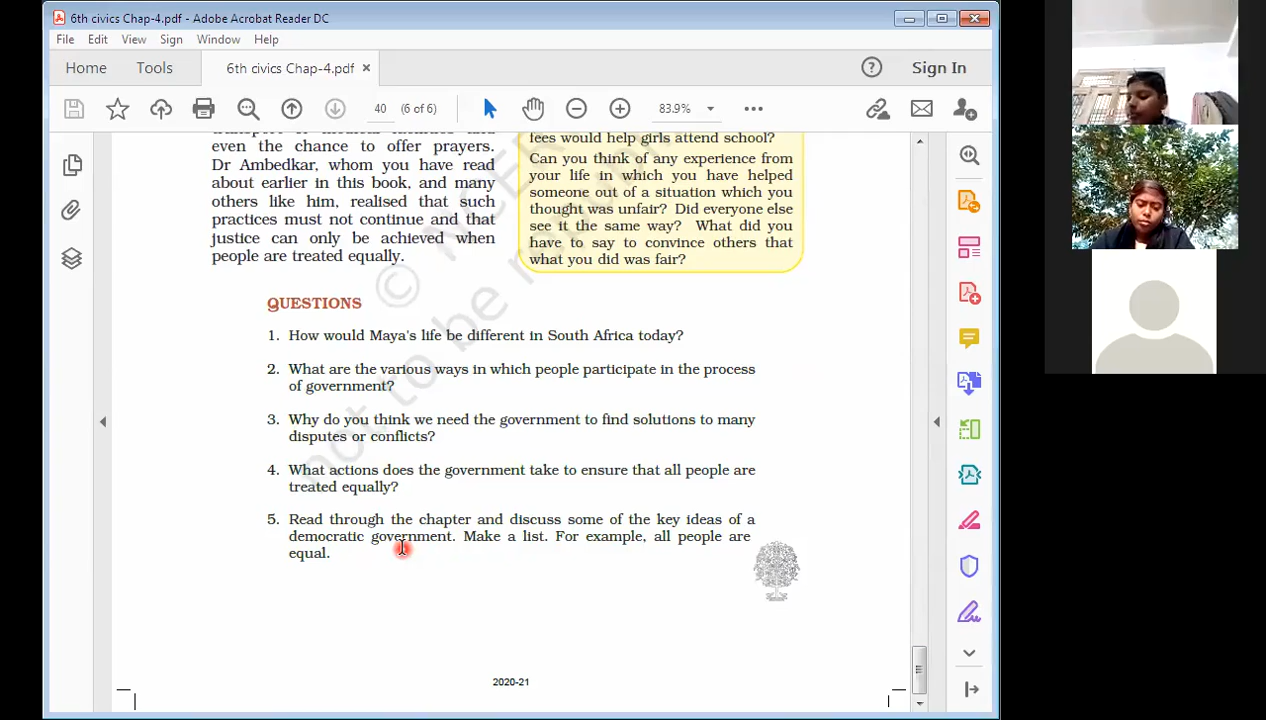 6th civics Chap-4.pdf - Adobe Acrobat Reader DC
File Edit View Sign Window Help
Home Tools 6th civics Chap-4.pdf × Sign In
40 (6 of 6) 83.9%
even the chance to offer prayers.
Dr Ambedkar, whom you have read
about earlier in this book, and many
others like him, realised that such
practices must not continue and that
justice can only be achieved when
people are treated equally.
fees would help girls attend school?
Can you think of any experience from
your life in which you have helped
someone out of a situation which you
thought was unfair? Did everyone else
see it the same way? What did you
have to say to convince others that
what you did was fair?
QUESTIONS
1. How would Maya's life be different in South Africa today?
2. What are the various ways in which people participate in the process
of government?
3. Why do you think we need the government to find solutions to many
disputes or conflicts?
4. What actions does the government take to ensure that all people are
treated equally?
5. Read through the chapter and discuss some of the key ideas of a
democratic government. Make a list. For example, all people are
equal.
©
not to be
2020-21